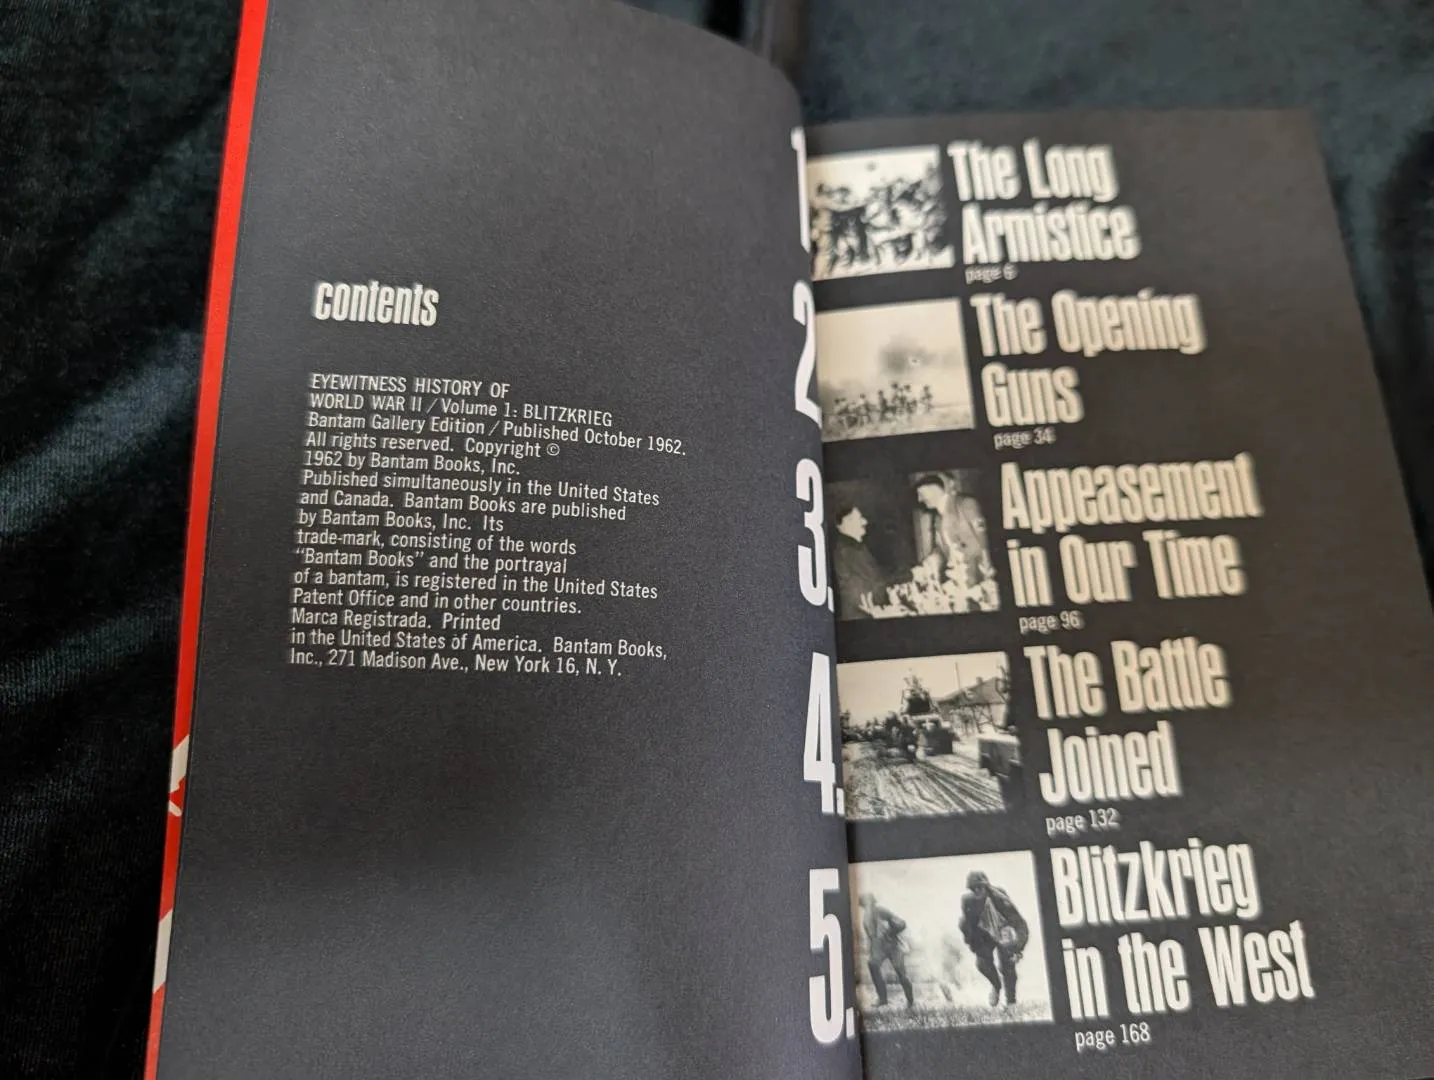 contents
EYEWITNESS HISTORY OF
WORLD WAR II / Volume 1: BLITZKRIEG
Bantam Gallery Edition / Published October 1962.
All rights reserved. Copyright ©
1962 by Bantam Books, Inc.
Published simultaneously in the United States
and Canada. Bantam Books are published
by Bantam Books, Inc. Its
trade-mark, consisting of the words
“Bantam Books” and the portrayal
of a bantam, is registered in the United States
Patent Office and in other countries.
Marca Registrada. Printed
in the United States of America. Bantam Books,
Inc., 271 Madison Ave., New York 16, N. Y.
1
The Long
Armistice
page 6
2
The Opening
Guns
page 34
3.
Appeasement
in Our Time
page 96
4.
The Battle
Joined
page 132
5.
Blitzkrieg
in the West
page 168